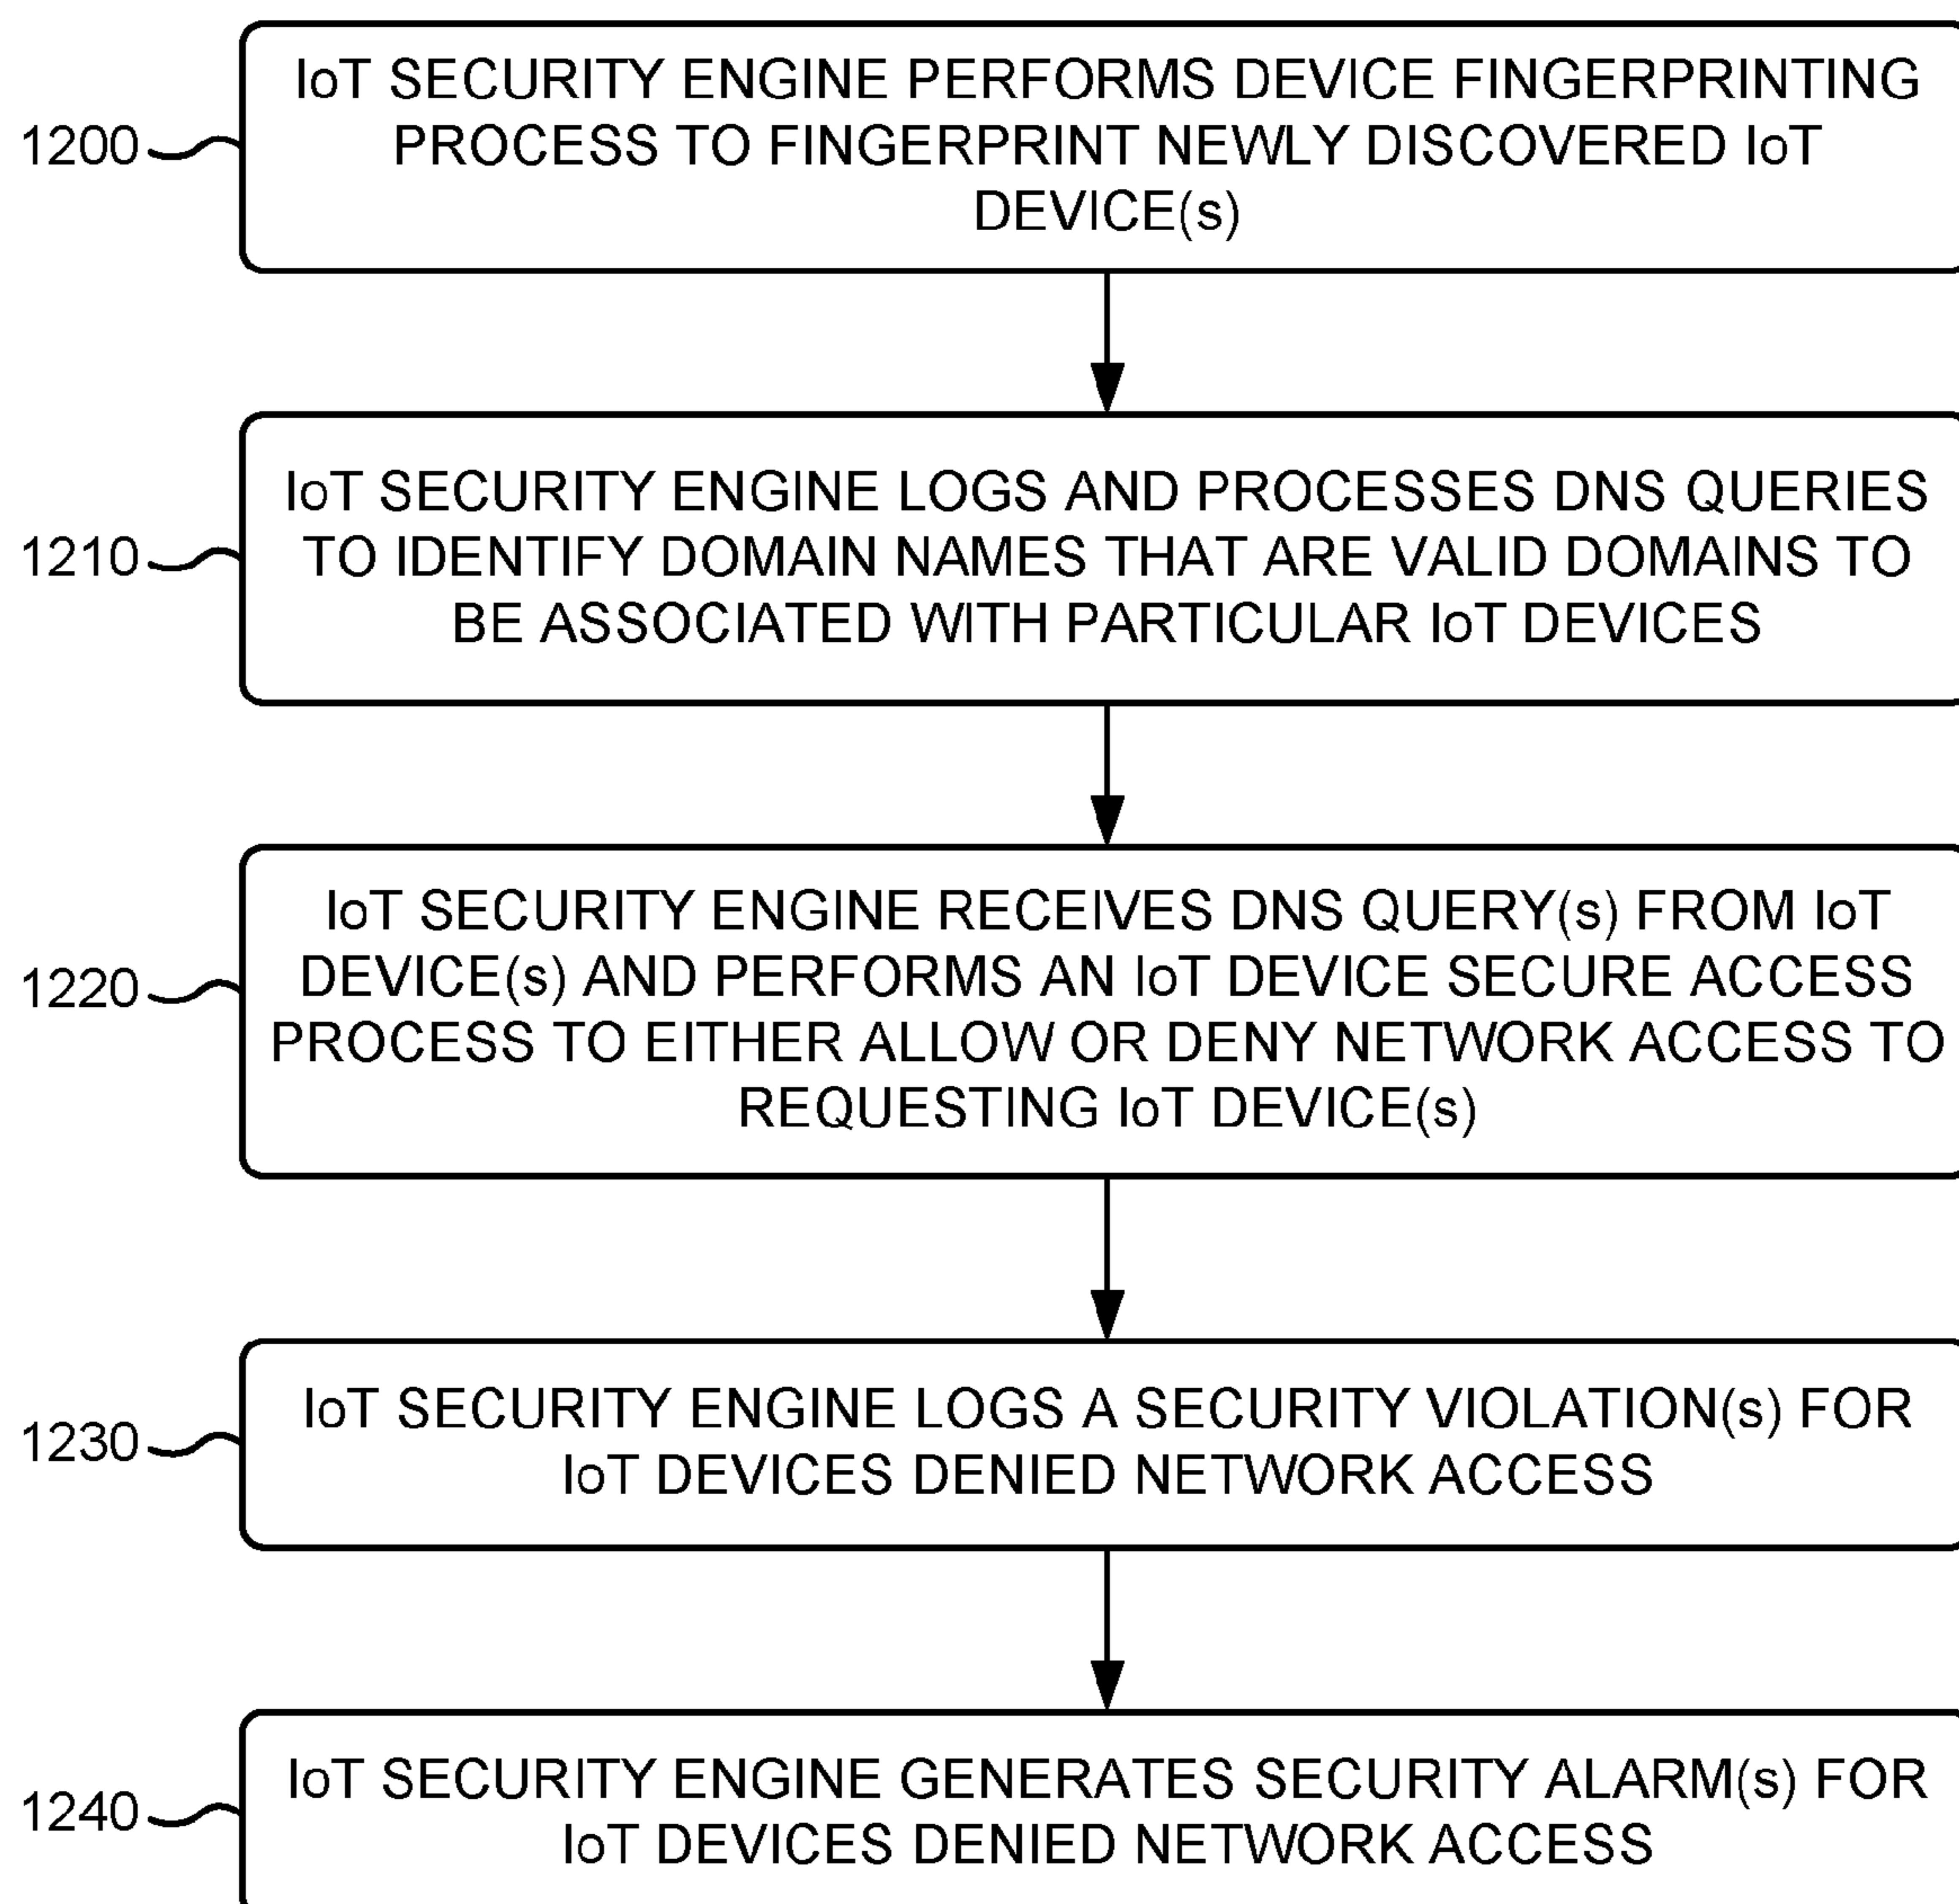 IoT SECURITY ENGINE PERFORMS DEVICE FINGERPRINTING
1200
PROCESS TO FINGERPRINT NEWLY DISCOVERED IoT
DEVICE(s)
IoT SECURITY ENGINE LOGS AND PROCESSES DNS QUERIES
1210
TO IDENTIFY DOMAIN NAMES THAT ARE VALID DOMAINS TO
BE ASSOCIATED WITH PARTICULAR IoT DEVICES
IoT SECURITY ENGINE RECEIVES DNS QUERY(s) FROM IoT
1220
DEVICE(s) AND PERFORMS AN IoT DEVICE SECURE ACCESS
PROCESS TO EITHER ALLOW OR DENY NETWORK ACCESS TO
REQUESTING IoT DEVICE(s)
IoT SECURITY ENGINE LOGS A SECURITY VIOLATION(s) FOR
1230
IoT DEVICES DENIED NETWORK ACCESS
IoT SECURITY ENGINE GENERATES SECURITY ALARM(s) FOR
1240
IoT DEVICES DENIED NETWORK ACCESS